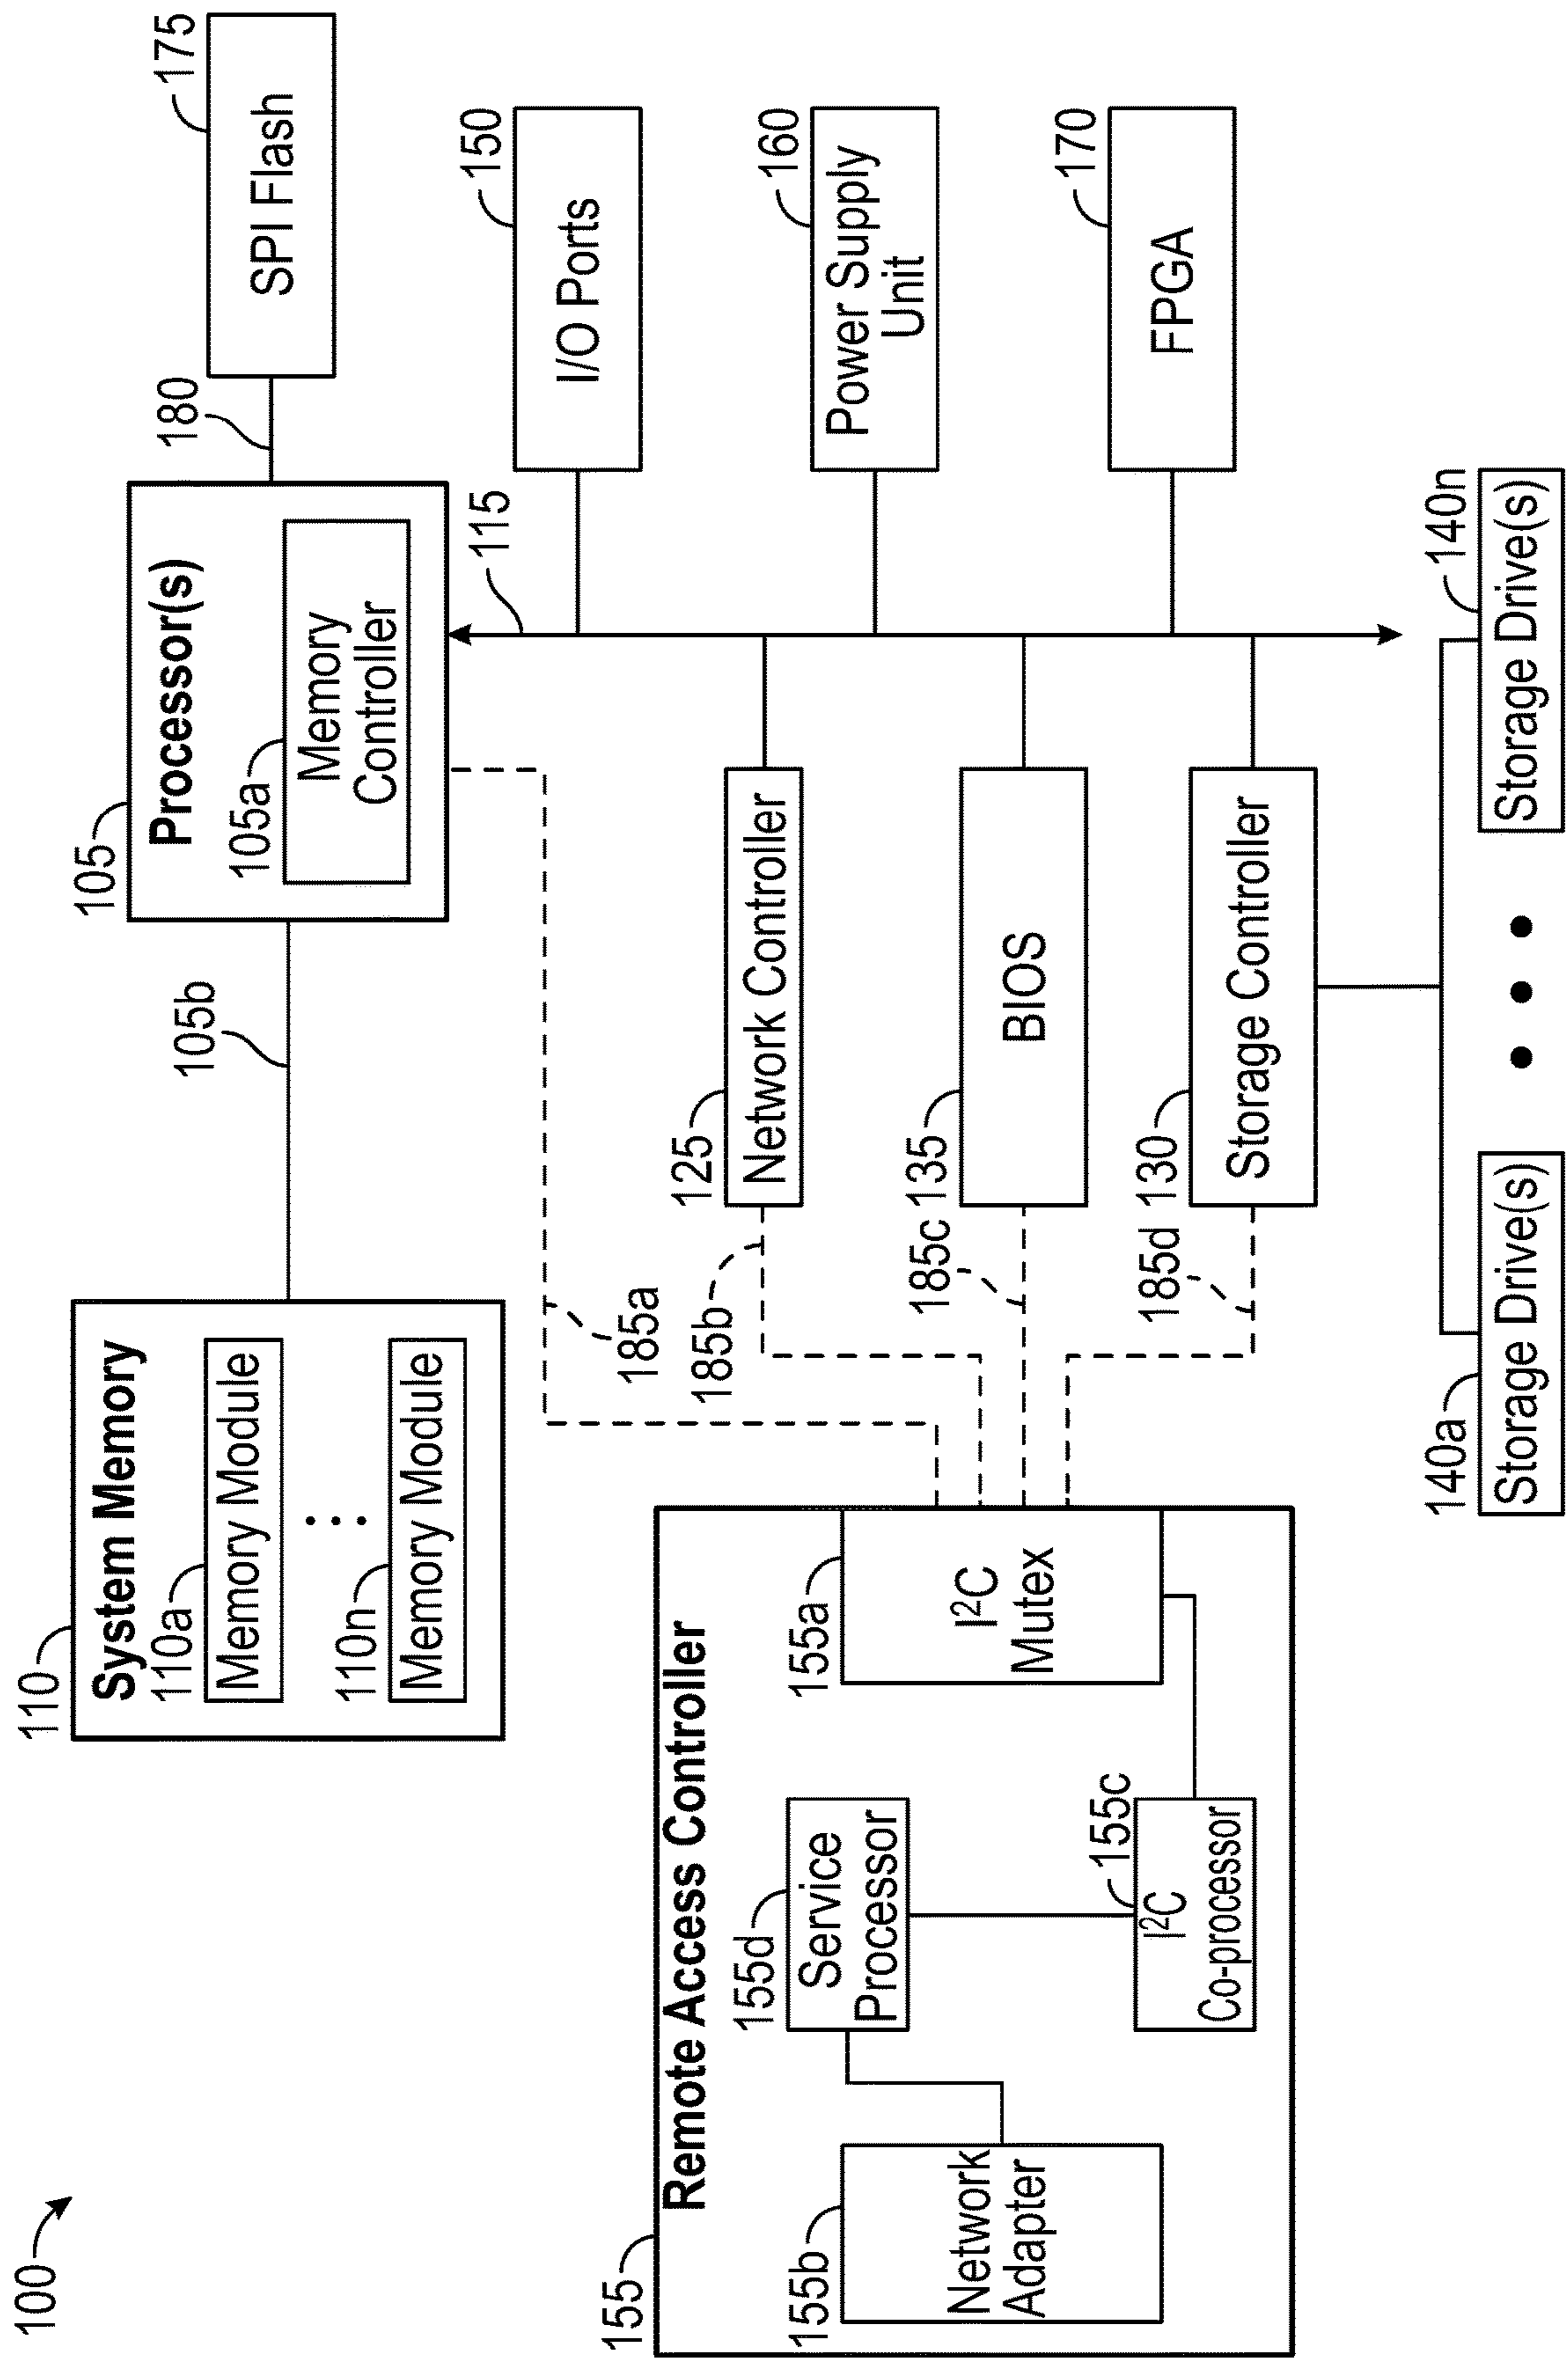 100
110
System Memory
110a
Memory Module
110n
Memory Module
105b
105
Processor(s)
105a
Memory
Controller
180
175
SPI Flash
115
150
I/O Ports
160
Power Supply
Unit
170
FPGA
185a
125
Network Controller
185b
135
BIOS
185c
130
Storage Controller
185d
155
Remote Access Controller
155b
Network
Adapter
155d
Service
Processor
155c
I²C
Co-processor
155a
I²C
Mutex
140a
Storage Drive(s)
140n
Storage Drive(s)